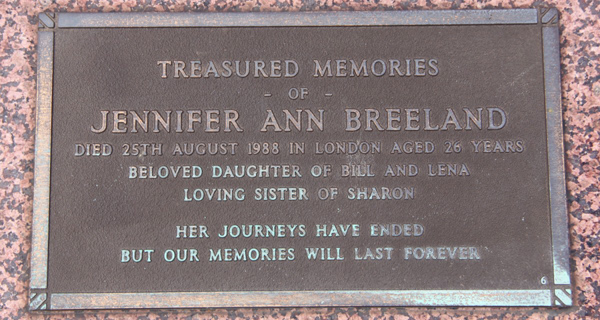 TREASURED MEMORIES
- OF -
JENNIFER ANN BREELAND
DIED 25TH AUGUST 1988 IN LONDON AGED 26 YEARS
BELOVED DAUGHTER OF BILL AND LENA
LOVING SISTER OF SHARON
HER JOURNEYS HAVE ENDED
BUT OUR MEMORIES WILL LAST FOREVER
6